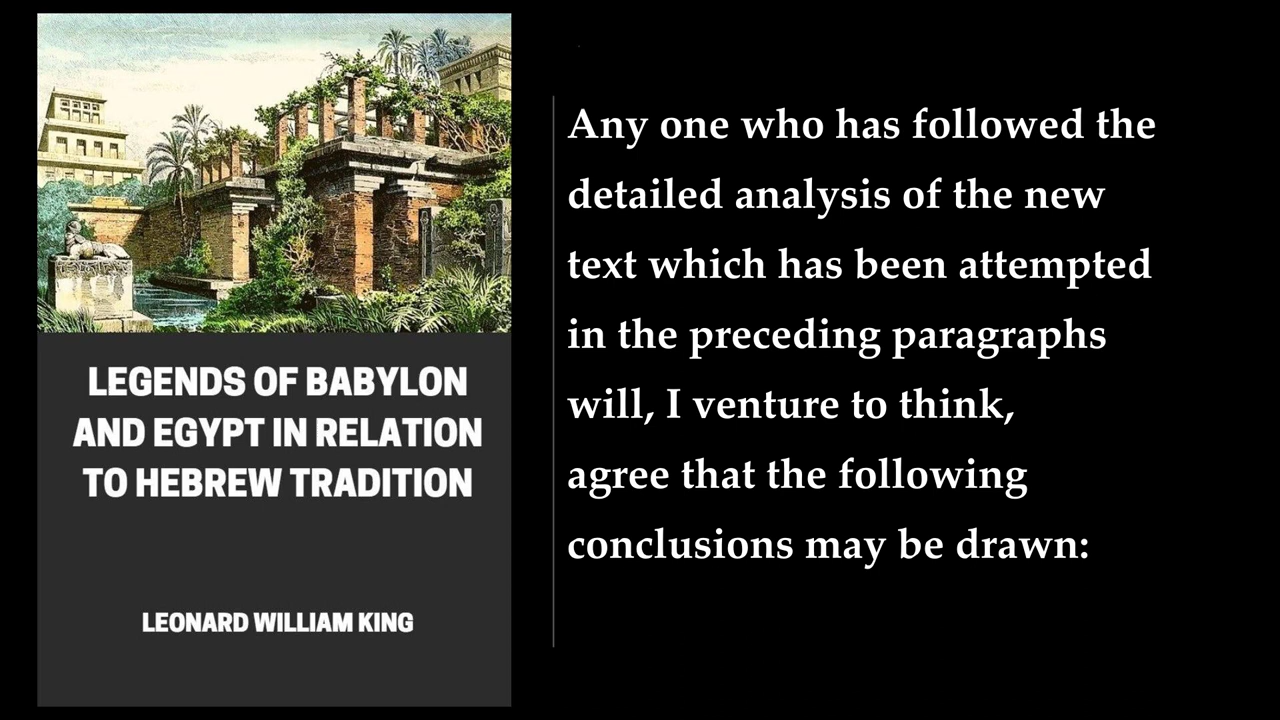 LEGENDS OF BABYLON
AND EGYPT IN RELATION
TO HEBREW TRADITION
LEONARD WILLIAM KING
Any one who has followed the
detailed analysis of the new
text which has been attempted
in the preceding paragraphs
will, I venture to think,
agree that the following
conclusions may be drawn: